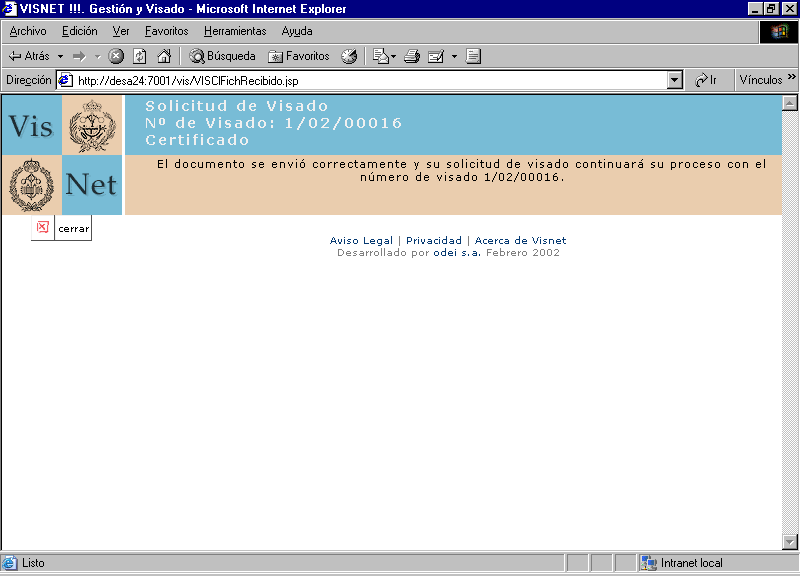 VISNET !!!. Gestión y Visado - Microsoft Internet Explorer
Archivo Edición Ver Favoritos Herramientas Ayuda
Atrás Búsqueda Favoritos
Dirección http://desa24:7001/vis/VISClFichRecibido.jsp Ir Vínculos »
Vis
Net
Solicitud de Visado
Nº de Visado: 1/02/00016
Certificado
El documento se envió correctamente y su solicitud de visado continuará su proceso con el
número de visado 1/02/00016.
cerrar
Aviso Legal | Privacidad | Acerca de Visnet
Desarrollado por odei s.a. Febrero 2002
Listo Intranet local